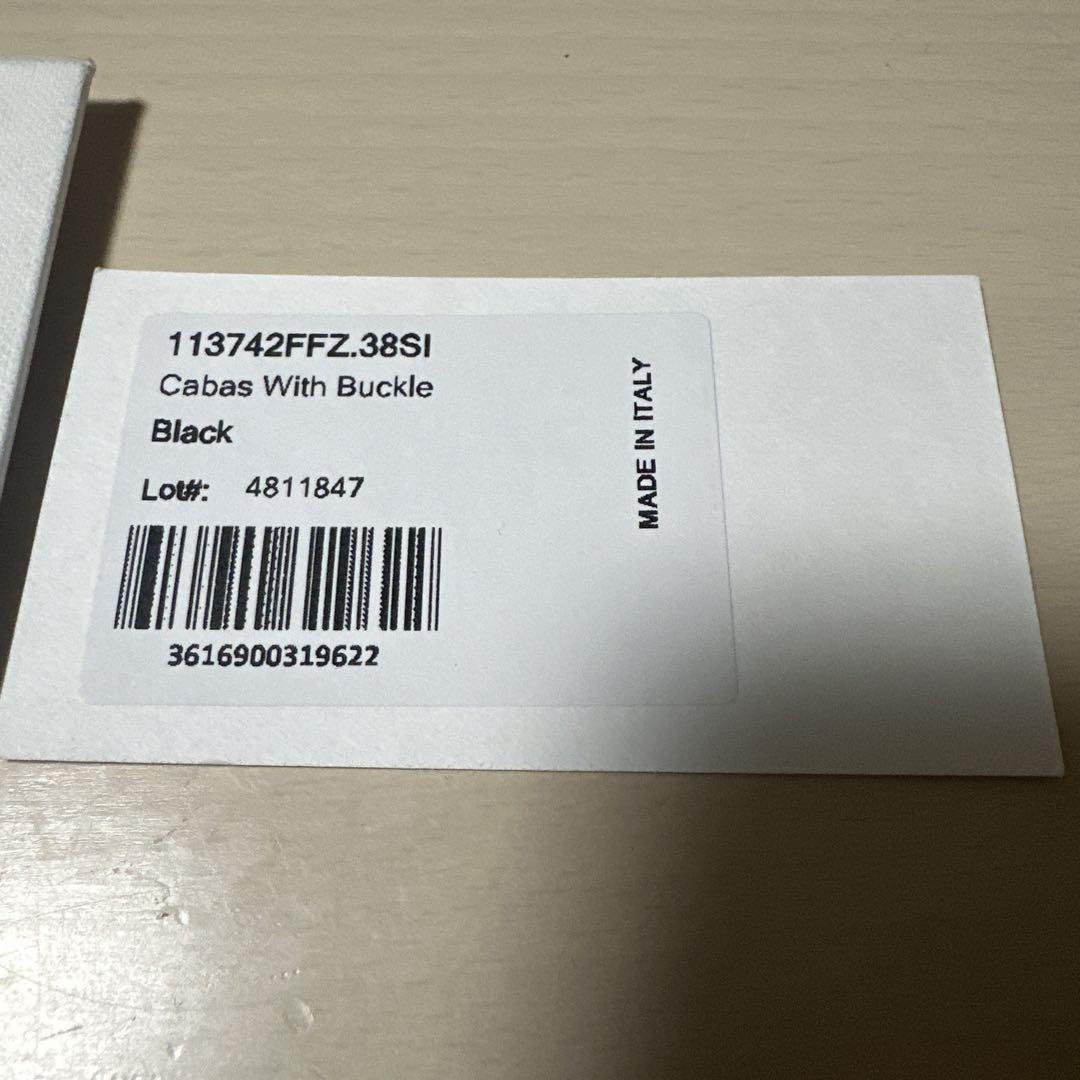 113742FFZ.38SI
Cabas With Buckle
Black
Lot#: 4811847
3616900319622
MADE IN ITALY